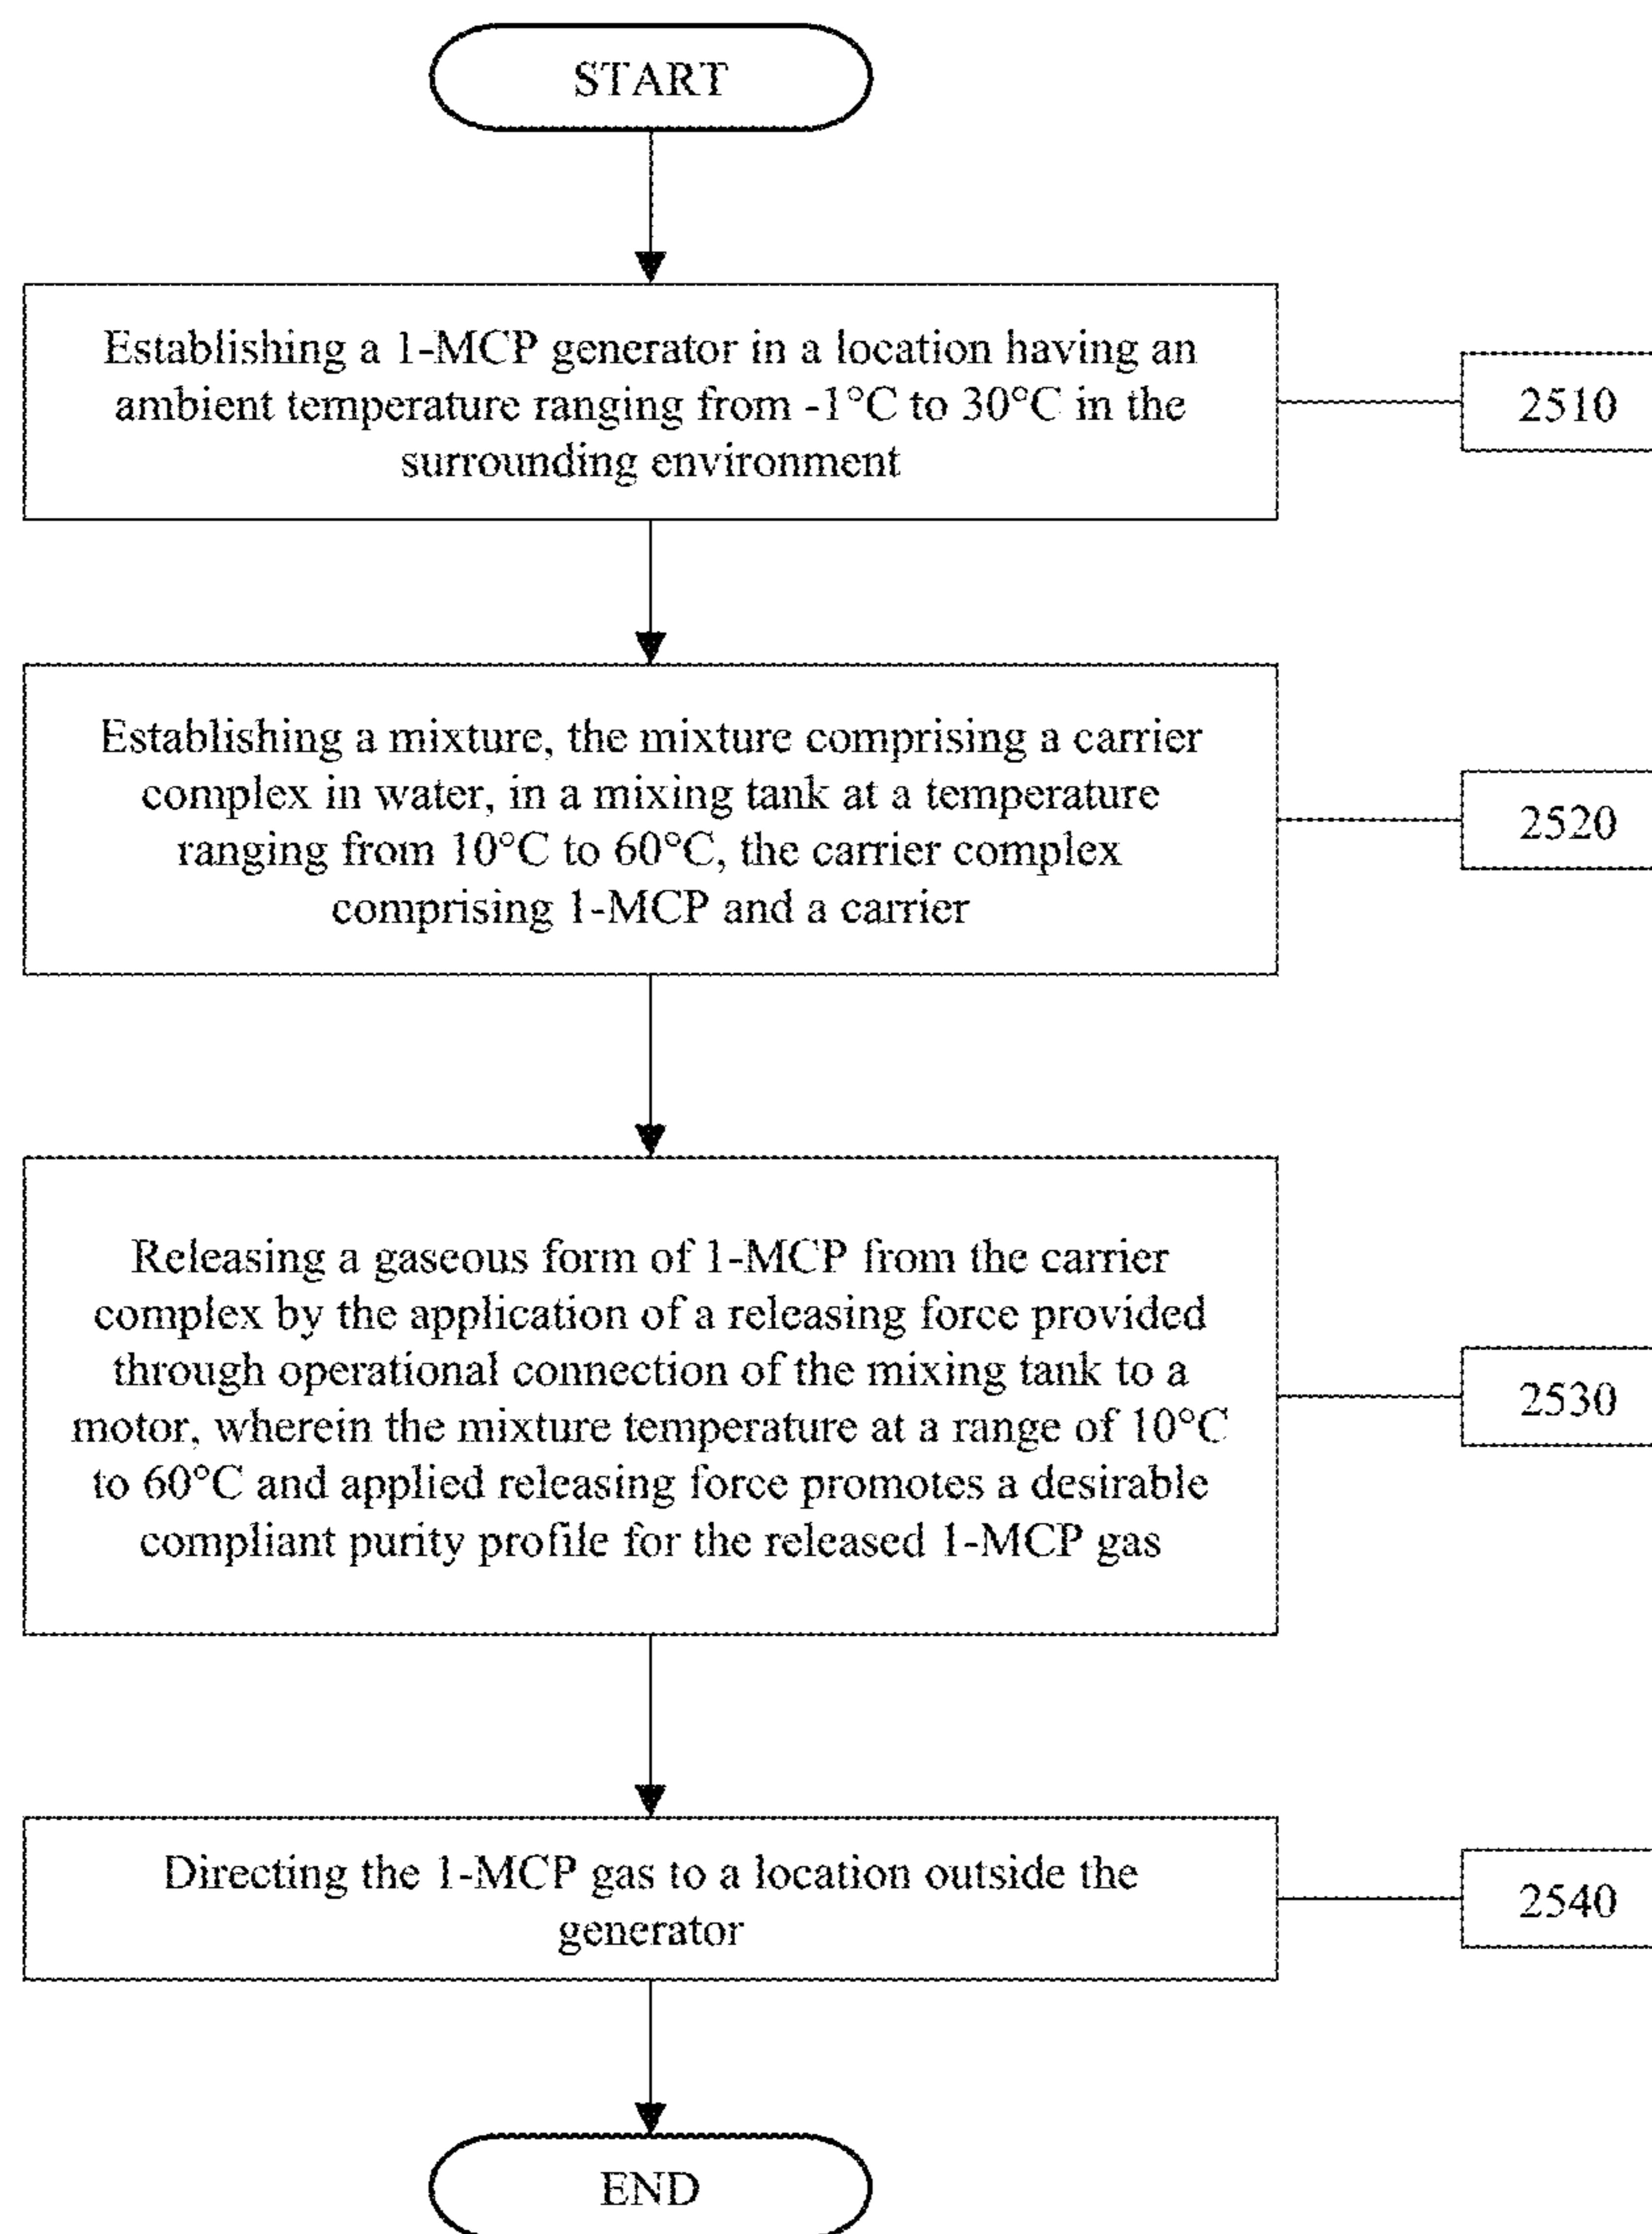 START
Establishing a 1-MCP generator in a location having an
ambient temperature ranging from -1°C to 30°C in the
surrounding environment
2510
Establishing a mixture, the mixture comprising a carrier
complex in water, in a mixing tank at a temperature
ranging from 10°C to 60°C, the carrier complex
comprising 1-MCP and a carrier
2520
Releasing a gaseous form of 1-MCP from the carrier
complex by the application of a releasing force provided
through operational connection of the mixing tank to a
motor, wherein the mixture temperature at a range of 10°C
to 60°C and applied releasing force promotes a desirable
compliant purity profile for the released 1-MCP gas
2530
Directing the 1-MCP gas to a location outside the
generator
2540
END